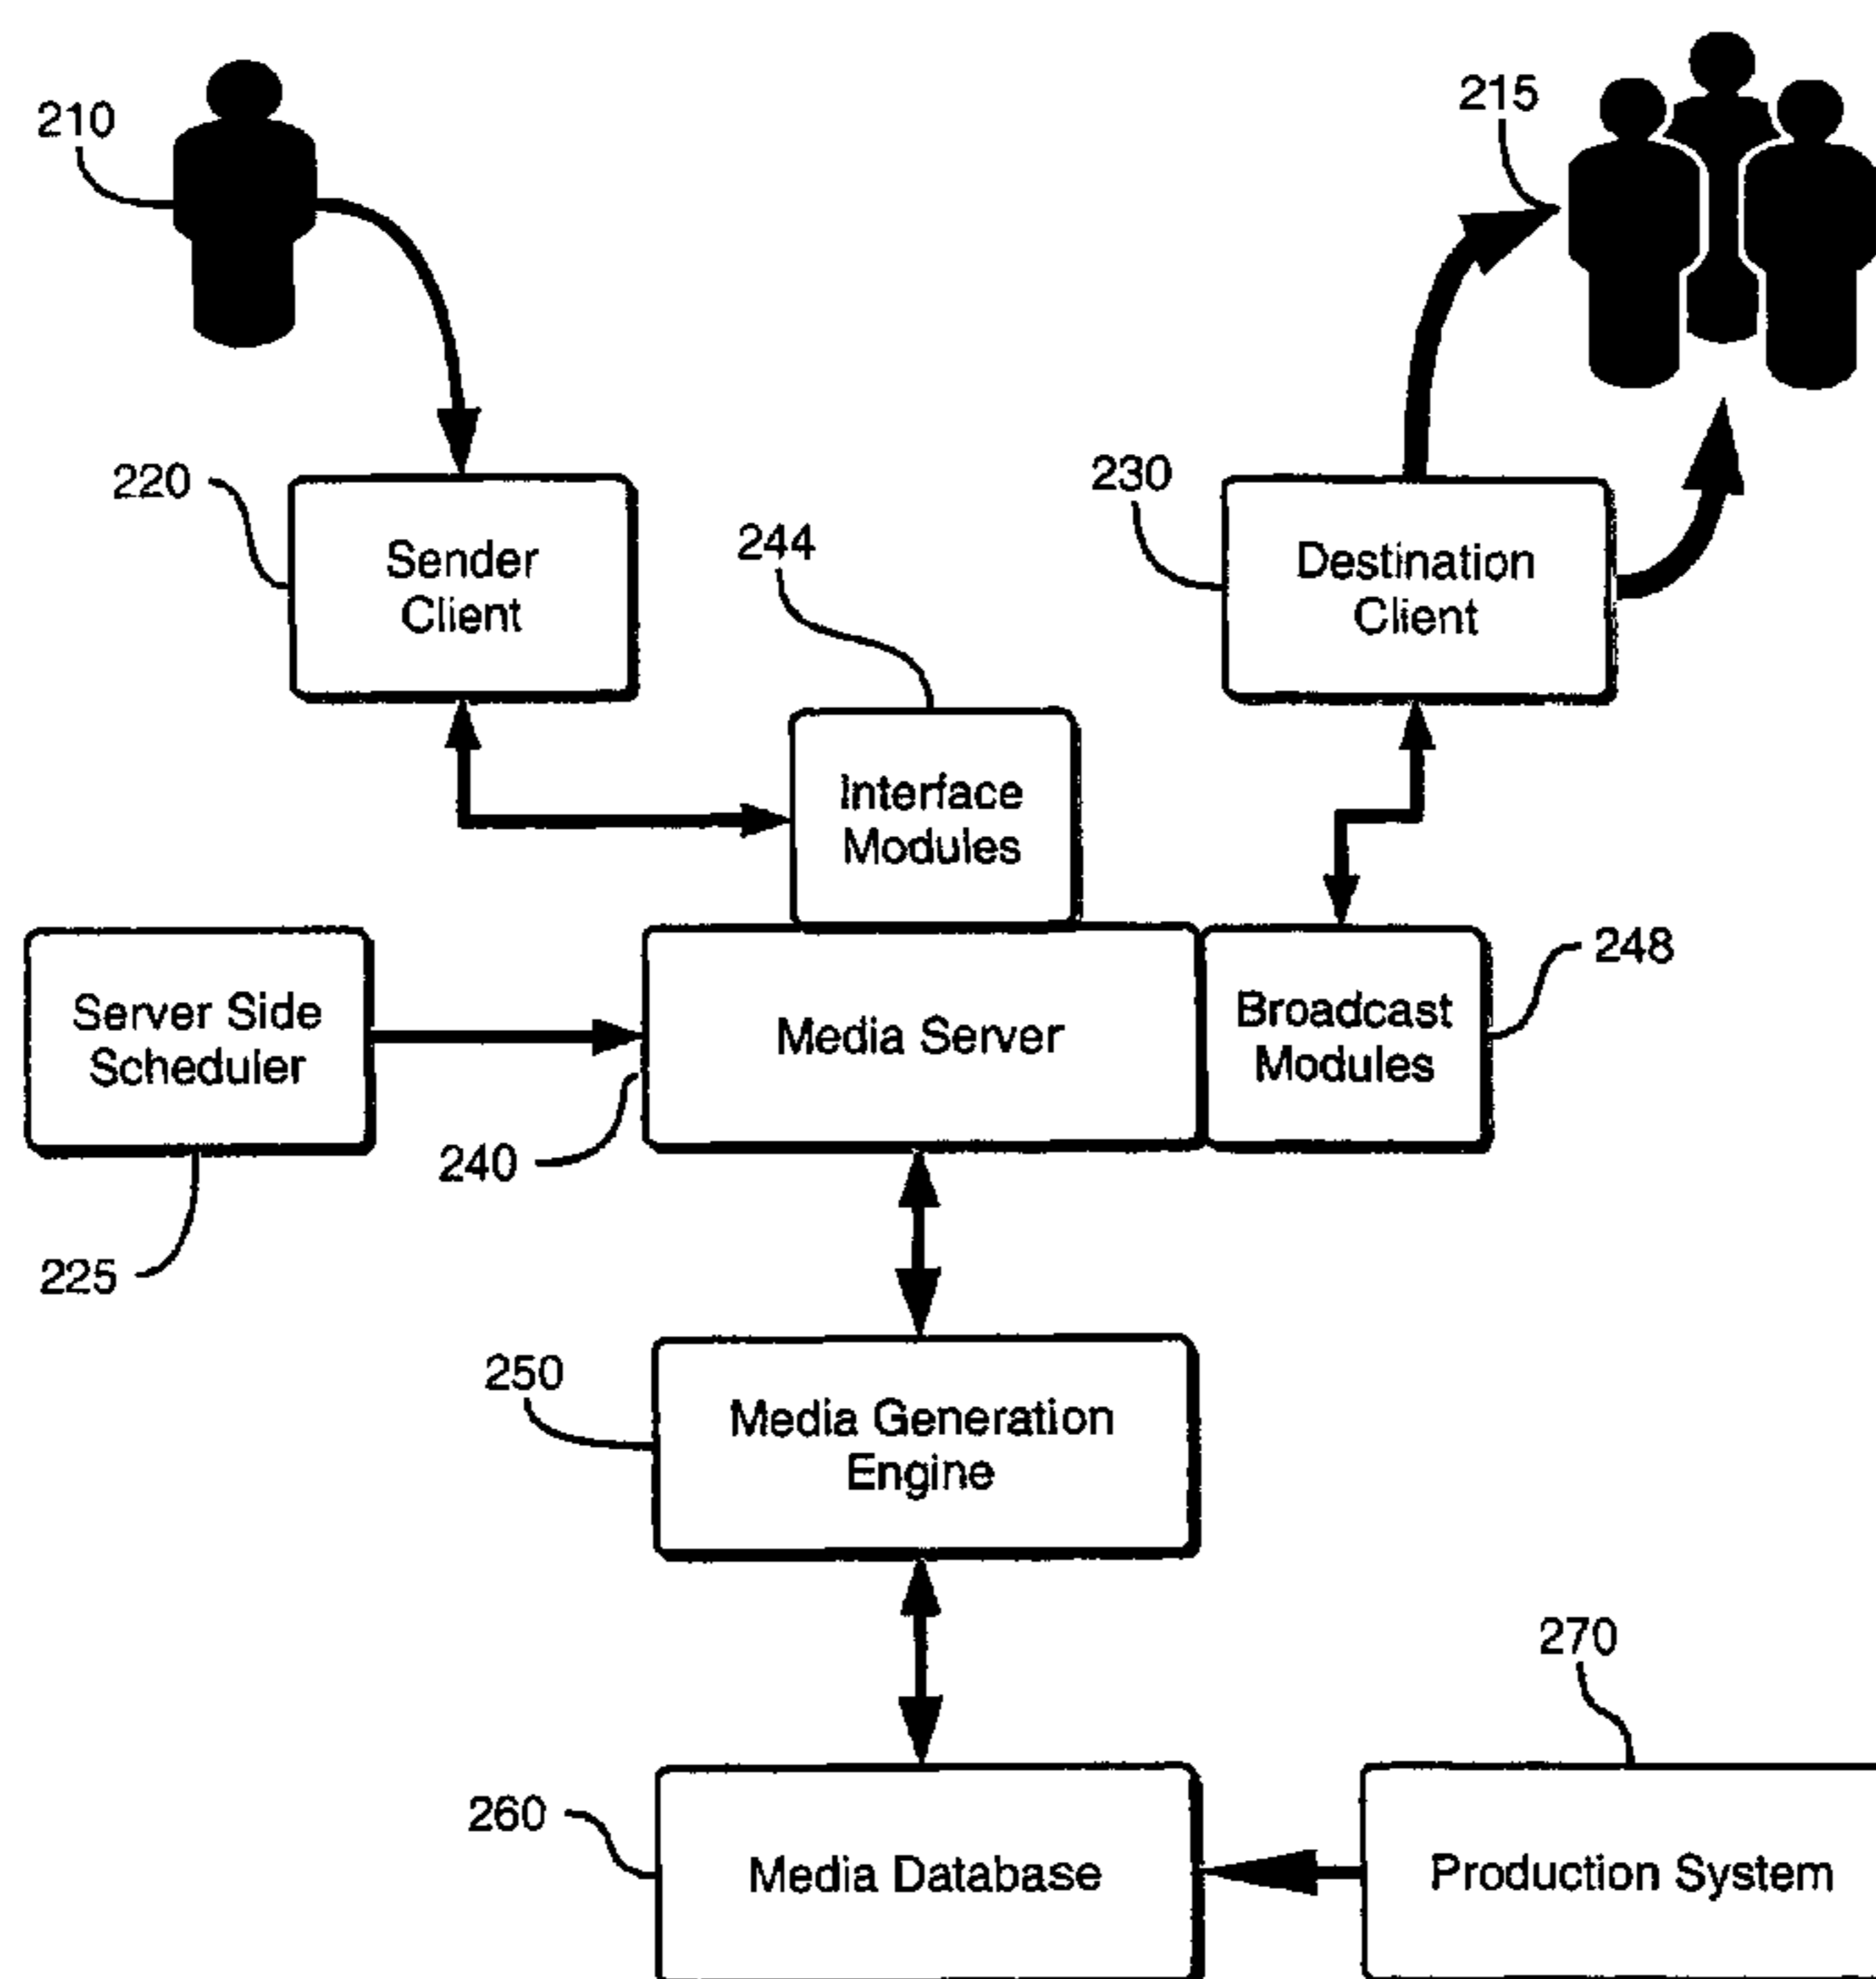 210
215
220
Sender
Client
244
230
Destination
Client
Interface
Modules
Server Side
Scheduler
Media Server
Broadcast
Modules
248
240
225
250
Media Generation
Engine
270
260
Media Database
Production System